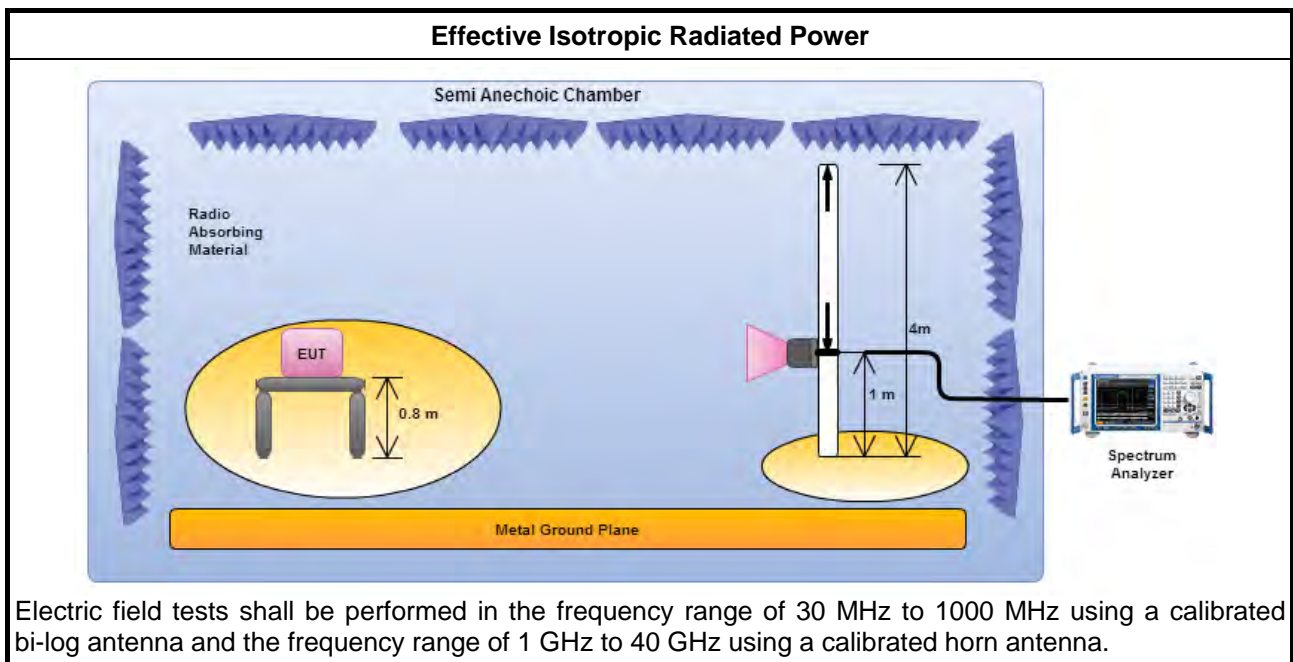 Effective Isotropic Radiated Power
Semi Anechoic Chamber
Radio
Absorbing
Material
EUT
0.8 m
4m
1 m
Spectrum
Analyzer
Metal Ground Plane
Electric field tests shall be performed in the frequency range of 30 MHz to 1000 MHz using a calibrated
bi-log antenna and the frequency range of 1 GHz to 40 GHz using a calibrated horn antenna.